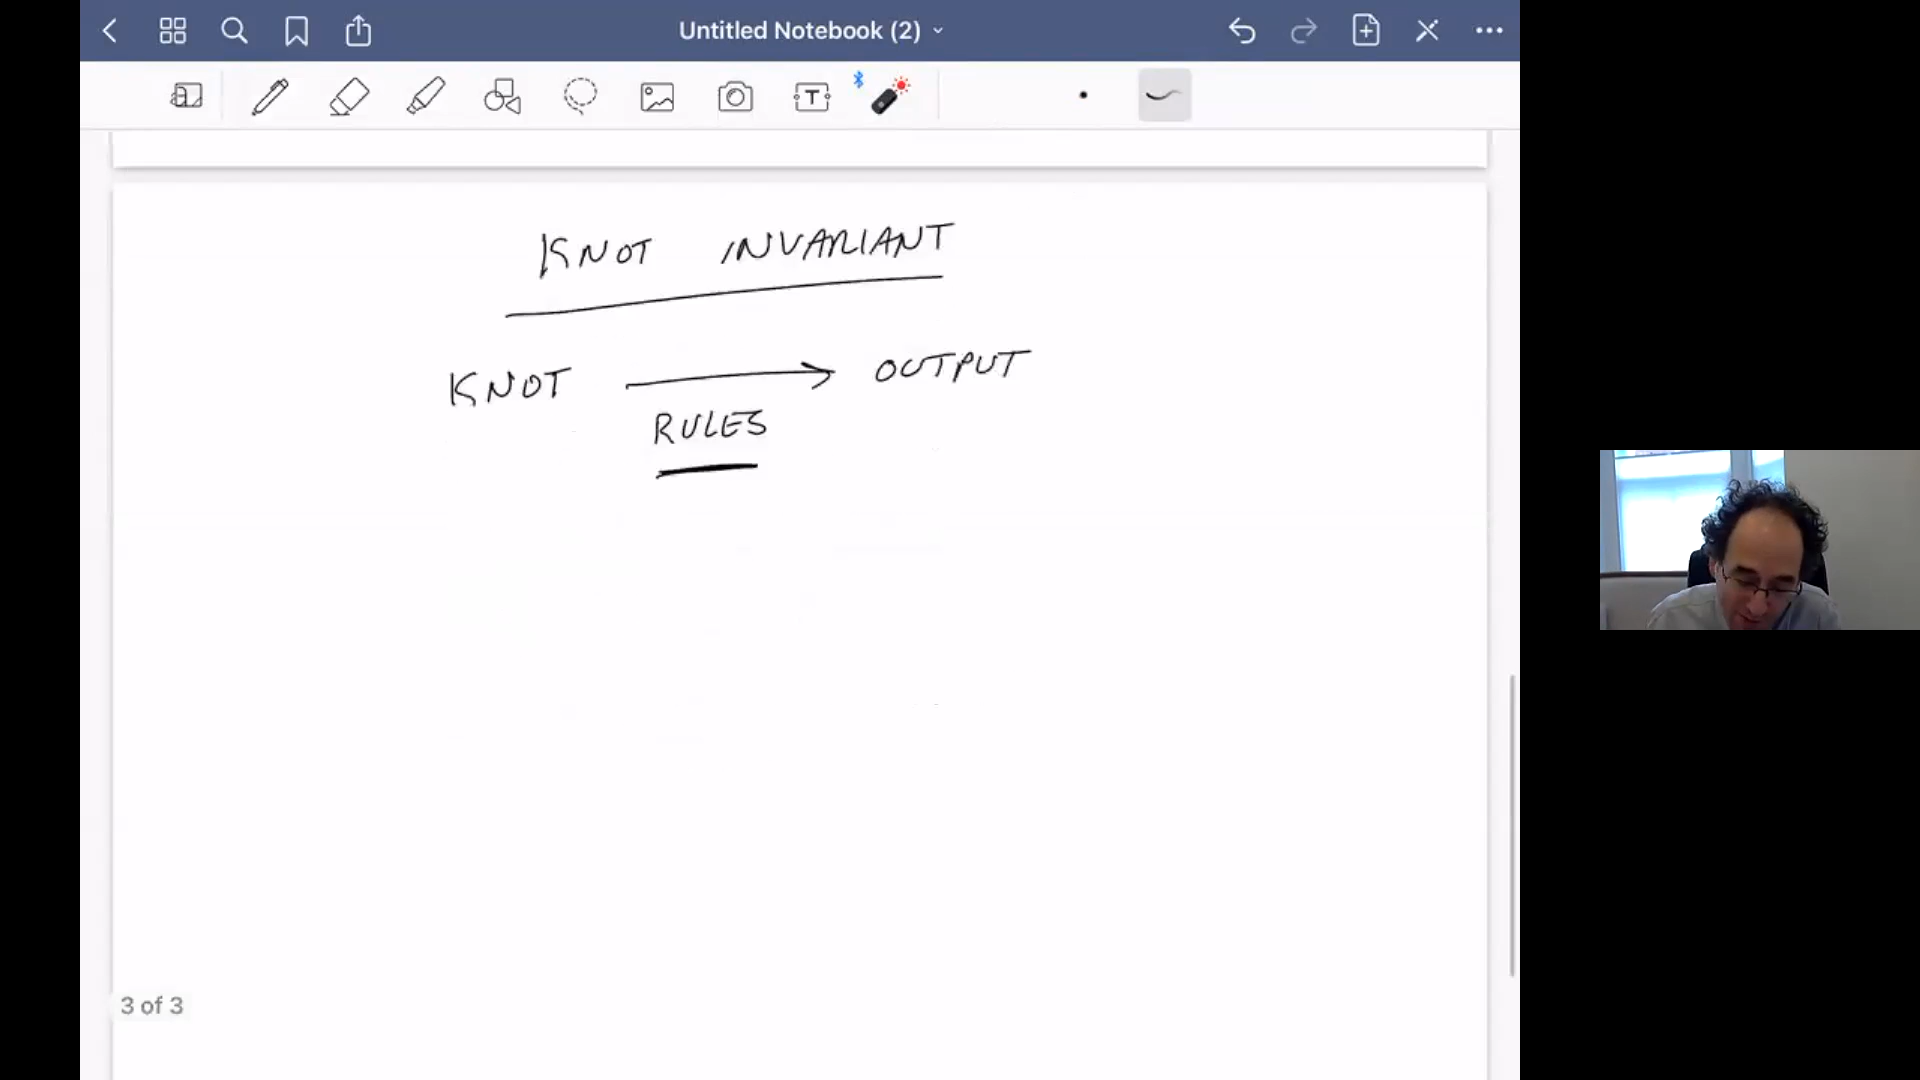 Untitled Notebook (2)
T
KNOT INVARIANT
KNOT → OUTPUT
RULES
3 of 3